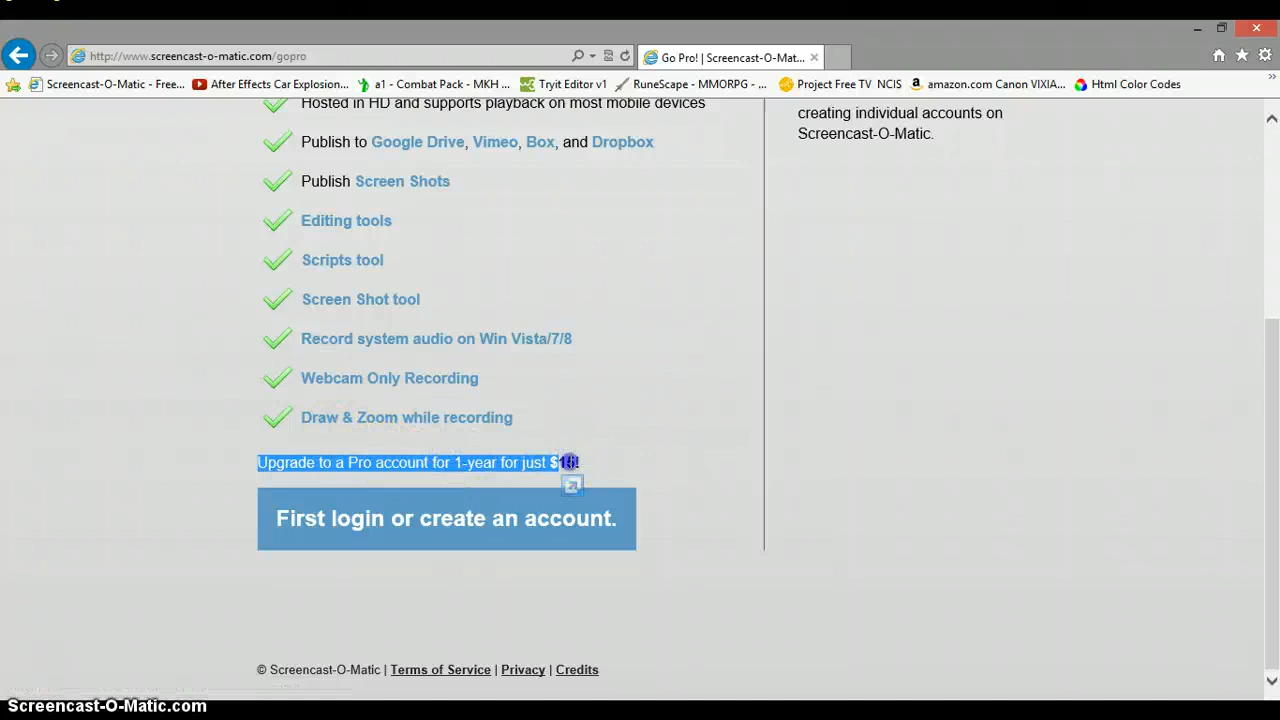 http://www.screencast-o-matic.com/gopro
Go Pro! | Screencast-O-Mat...
Screencast-O-Matic - Free...
After Effects Car Explosion...
a1 - Combat Pack - MKH ...
Tryit Editor v1
RuneScape - MMORPG - ...
Project Free TV NCIS
amazon.com Canon VIXIA...
Html Color Codes
Hosted in HD and supports playback on most mobile devices
Publish to Google Drive, Vimeo, Box, and Dropbox
Publish Screen Shots
Editing tools
Scripts tool
Screen Shot tool
Record system audio on Win Vista/7/8
Webcam Only Recording
Draw & Zoom while recording
Upgrade to a Pro account for 1-year for just
First login or create an account.
creating individual accounts on
Screencast-O-Matic.
© Screencast-O-Matic | Terms of Service | Privacy | Credits
Screencast-O-Matic.com